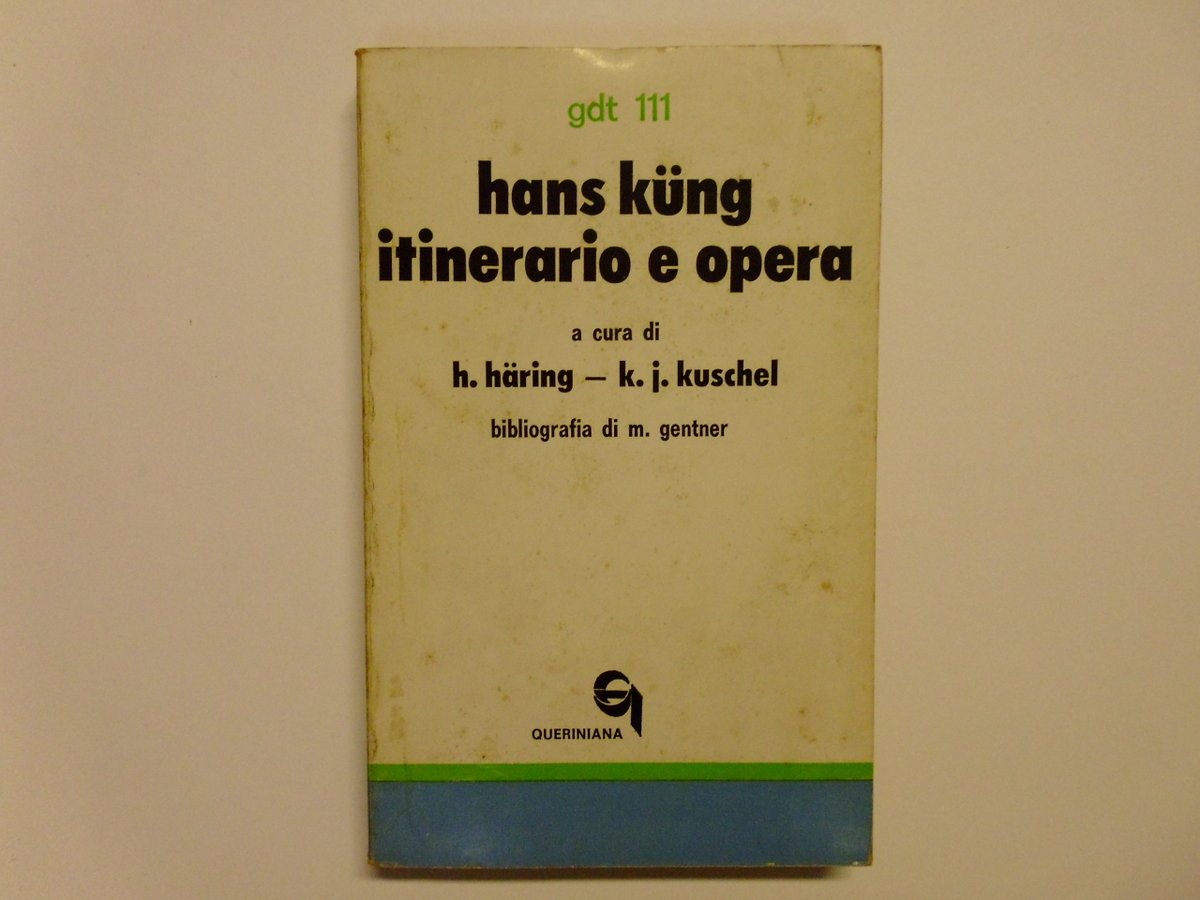 gdt 111
hans küng
itinerario e opera
a cura di
h. häring – k. j. kuschel
bibliografia di m. gentner
QUERINIANA